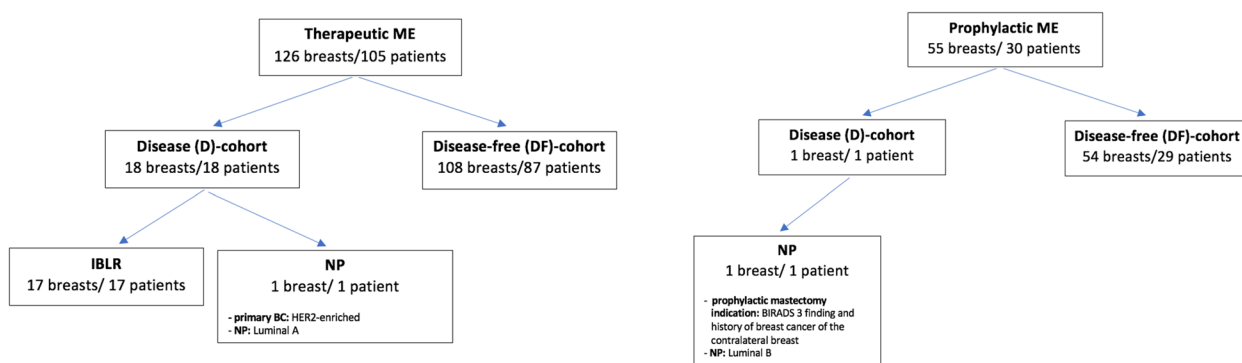 Therapeutic ME
126 breasts/105 patients
Disease (D)-cohort
18 breasts/18 patients
Disease-free (DF)-cohort
108 breasts/87 patients
IBLR
17 breasts/ 17 patients
NP
1 breast/ 1 patient
- primary BC: HER2-enriched
- NP: Luminal A
Prophylactic ME
55 breasts/ 30 patients
Disease (D)-cohort
1 breast/ 1 patient
Disease-free (DF)-cohort
54 breasts/29 patients
NP
1 breast/ 1 patient
- prophylactic mastectomy
indication: BIRADS 3 finding and
history of breast cancer of the
contralateral breast
- NP: Luminal B